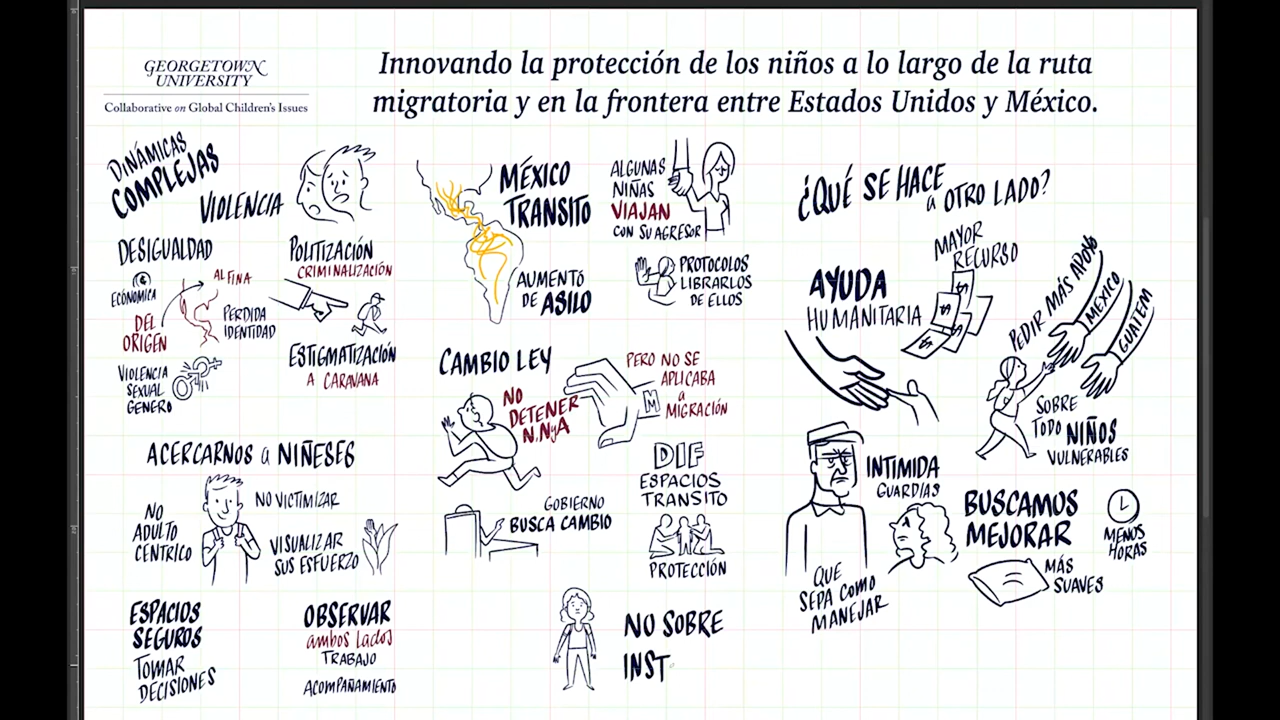 GEORGETOWN
UNIVERSITY
Collaborative on Global Children's Issues
Innovando la protección de los niños a lo largo de la ruta
migratoria y en la frontera entre Estados Unidos y México.
DINÁMICAS
COMPLEJAS
VIOLENCIA
DESIGUALDAD
ECONÓMICA
DEL
ORIGEN
AL FINA
PERDIDA
IDENTIDAD
VIOLENCIA
SEXUAL
GENERO
POLITIZACIÓN
CRIMINALIZACIÓN
ESTIGMATIZACIÓN
A CARAVANA
ACERCARNOS a NIÑESES
NO
ADULTO
CENTRICO
NO VICTIMIZAR
VISUALIZAR
SUS ESFUERZO
ESPACIOS
SEGUROS
TOMAR
DECISIONES
OBSERVAR
ambos lados
TRABAJO
ACOMPAÑAMIENTO
MÉXICO
TRANSITO
AUMENTO
DE ASILO
ALGUNAS
NIÑAS
VIAJAN
CON SU AGRESOR
PROTOCOLOS
LIBRARLOS
DE ELLOS
CAMBIO LEY
NO
DETENER
N.NyA
PERO NO SE
APLICABA
a
MIGRACIÓN
M
GOBIERNO
BUSCA CAMBIO
DIF
ESPACIOS
TRANSITO
PROTECCIÓN
NO SOBRE
INST
¿QUÉ SE HACE
a OTRO LADO?
AYUDA
HUMANITARIA
MAYOR
RECURSO
$
$
$
$
PEDIR MÁS APOYO
MEXICO
GUATEM
SOBRE
TODO NIÑOS
VULNERABLES
INTIMIDA
GUARDIAS
QUE
SEPA COMO
MANEJAR
BUSCAMOS
MEJORAR
MENOS
HORAS
MÁS
SUAVES